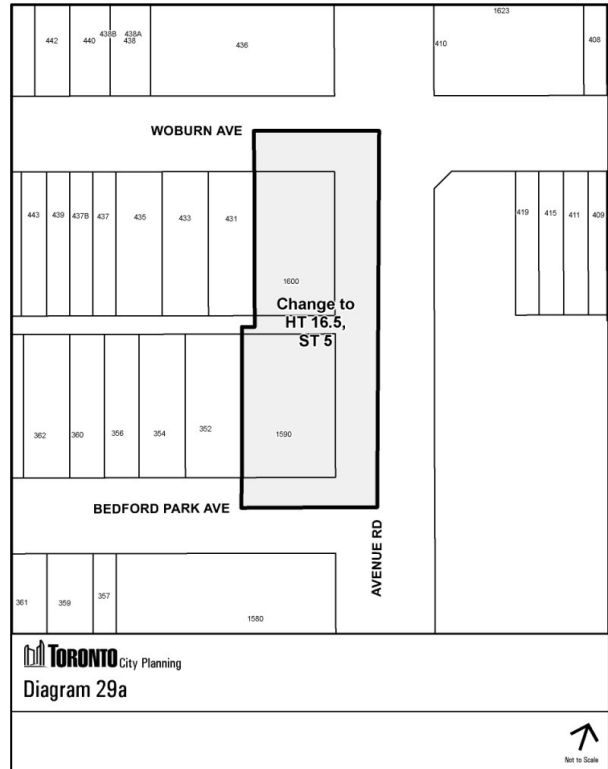 1623
442
440
438B
438A
438
436
410
408
WOBURN AVE
443
439
437B
437
435
433
431
419
415
411
409
1600
Change to
HT 16.5,
ST 5
362
360
356
354
352
1590
BEDFORD PARK AVE
AVENUE RD
361
359
357
1580
TORONTO City Planning
Diagram 29a
Not to Scale